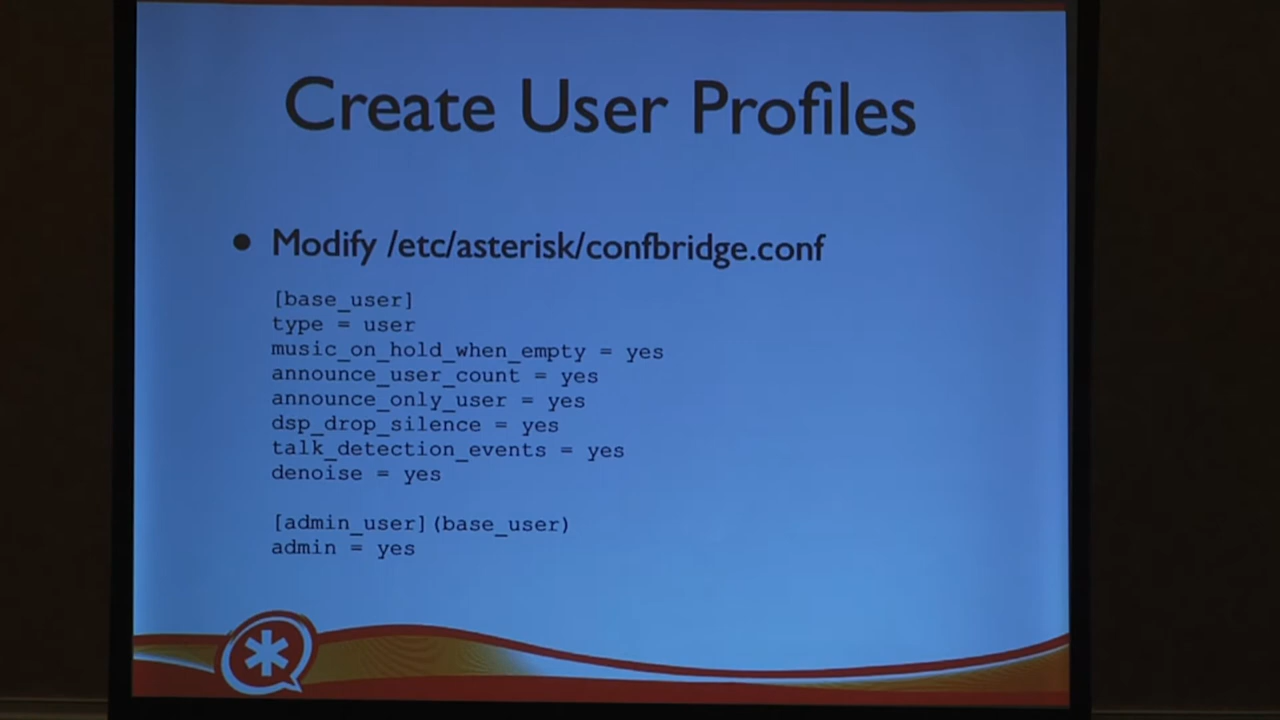 Create User Profiles
• Modify /etc/asterisk/confbridge.conf
[base_user]
type = user
music_on_hold_when_empty = yes
announce_user_count = yes
announce_only_user = yes
dsp_drop_silence = yes
talk_detection_events = yes
denoise = yes
[admin_user](base_user)
admin = yes